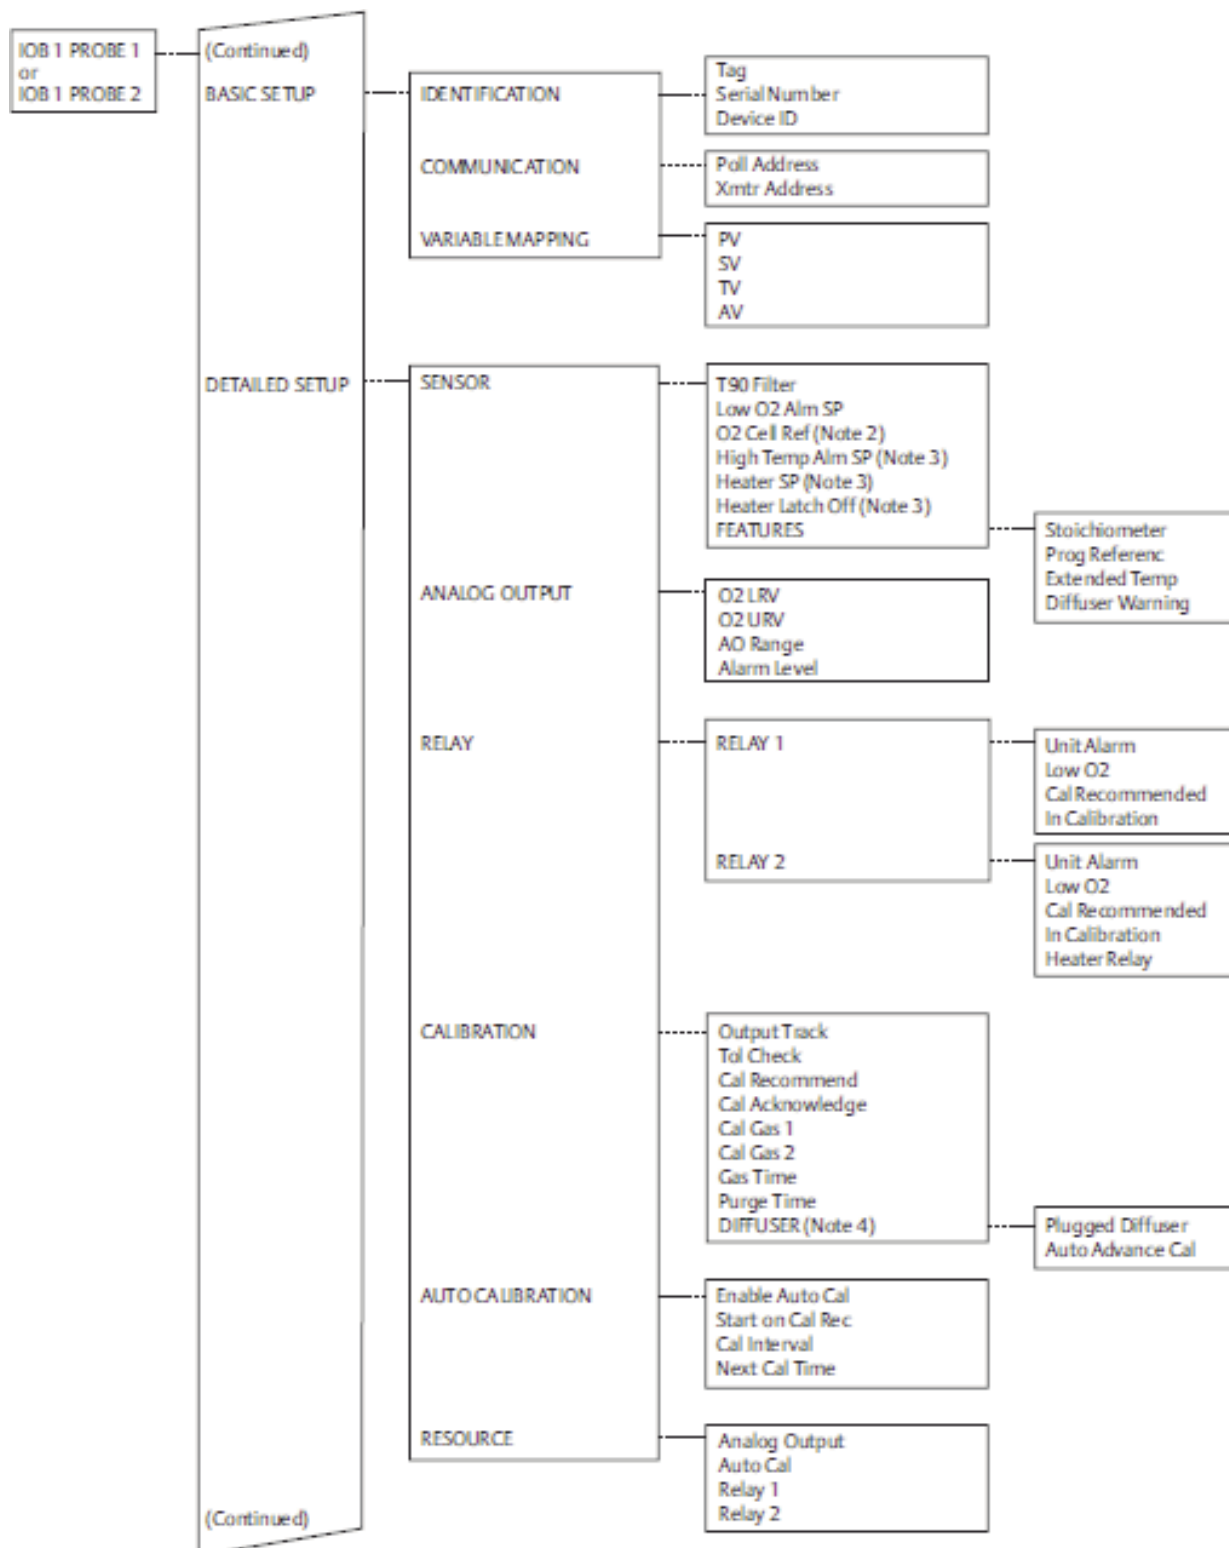 IOB 1 PROBE 1
or
IOB 1 PROBE 2
(Continued)
BASIC SETUP
IDENTIFICATION
Tag
Serial Number
Device ID
COMMUNICATION
Poll Address
Xmtr Address
VARIABLE MAPPING
PV
SV
TV
AV
DETAILED SETUP
SENSOR
T90 Filter
Low O2 Alm SP
O2 Cell Ref (Note 2)
High Temp Alm SP (Note 3)
Heater SP (Note 3)
Heater Latch Off (Note 3)
FEATURES
Stoichiometer
Prog Referenc
Extended Temp
Diffuser Warning
ANALOG OUTPUT
O2 LRV
O2 URV
AO Range
Alarm Level
RELAY
RELAY 1
Unit Alarm
Low O2
Cal Recommended
In Calibration
RELAY 2
Unit Alarm
Low O2
Cal Recommended
In Calibration
Heater Relay
CALIBRATION
Output Track
Tol Check
Cal Recommend
Cal Acknowledge
Cal Gas 1
Cal Gas 2
Gas Time
Purge Time
DIFFUSER (Note 4)
Plugged Diffuser
Auto Advance Cal
AUTO CALIBRATION
Enable Auto Cal
Start on Cal Rec
Cal Interval
Next Cal Time
RESOURCE
Analog Output
Auto Cal
Relay 1
Relay 2
(Continued)